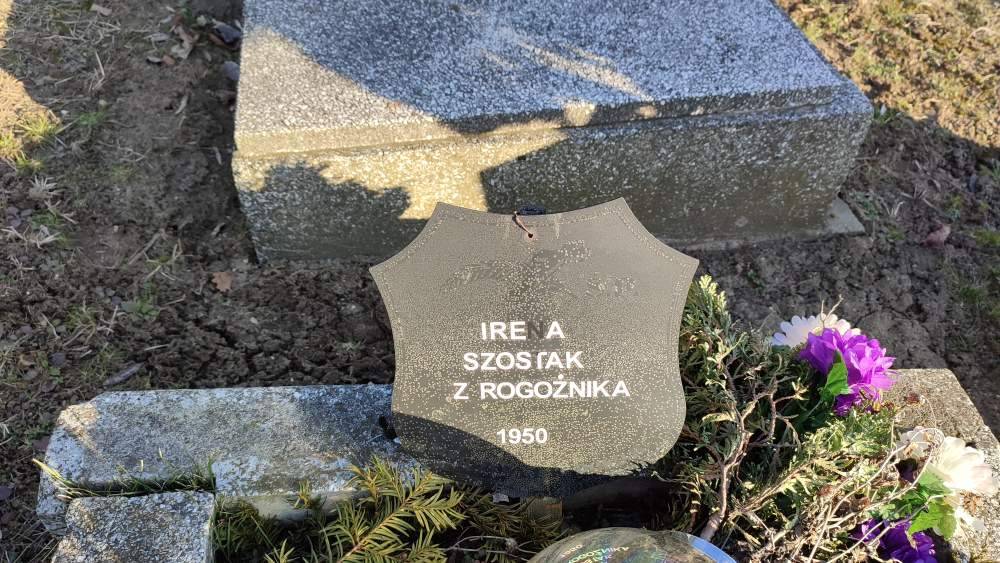 IRENA
SZOSTAK
Z ROGOŹNIKA
1950